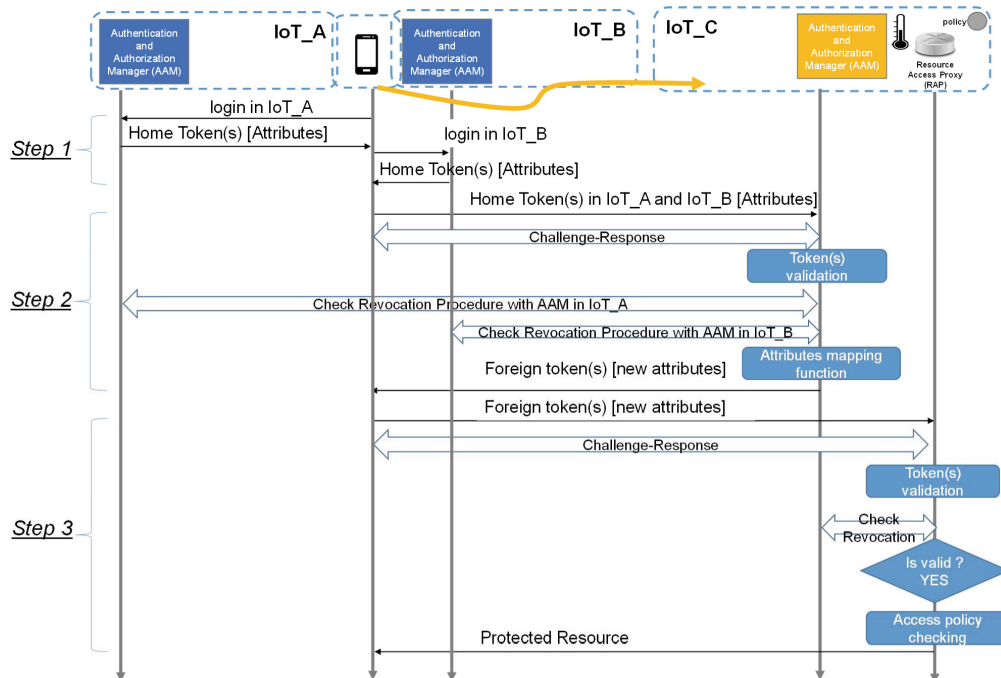 IoT_A
IoT_B
IoT_C
policy
Authentication
and
Authorization
Manager (AAM)
Authentication
and
Authorization
Manager (AAM)
Authentication
and
Authorization
Manager (AAM)
Resource
Access Proxy
(RAP)
login in IoT_A
Step 1
Home Token(s) [Attributes]
login in IoT_B
Home Token(s) [Attributes]
Home Token(s) in IoT_A and IoT_B [Attributes]
Challenge-Response
Token(s)
validation
Step 2
Check Revocation Procedure with AAM in IoT_A
Check Revocation Procedure with AAM in IoT_B
Attributes mapping
function
Foreign token(s) [new attributes]
Foreign token(s) [new attributes]
Challenge-Response
Token(s)
validation
Step 3
Check
Revocation
Is valid ?
YES
Access policy
checking
Protected Resource